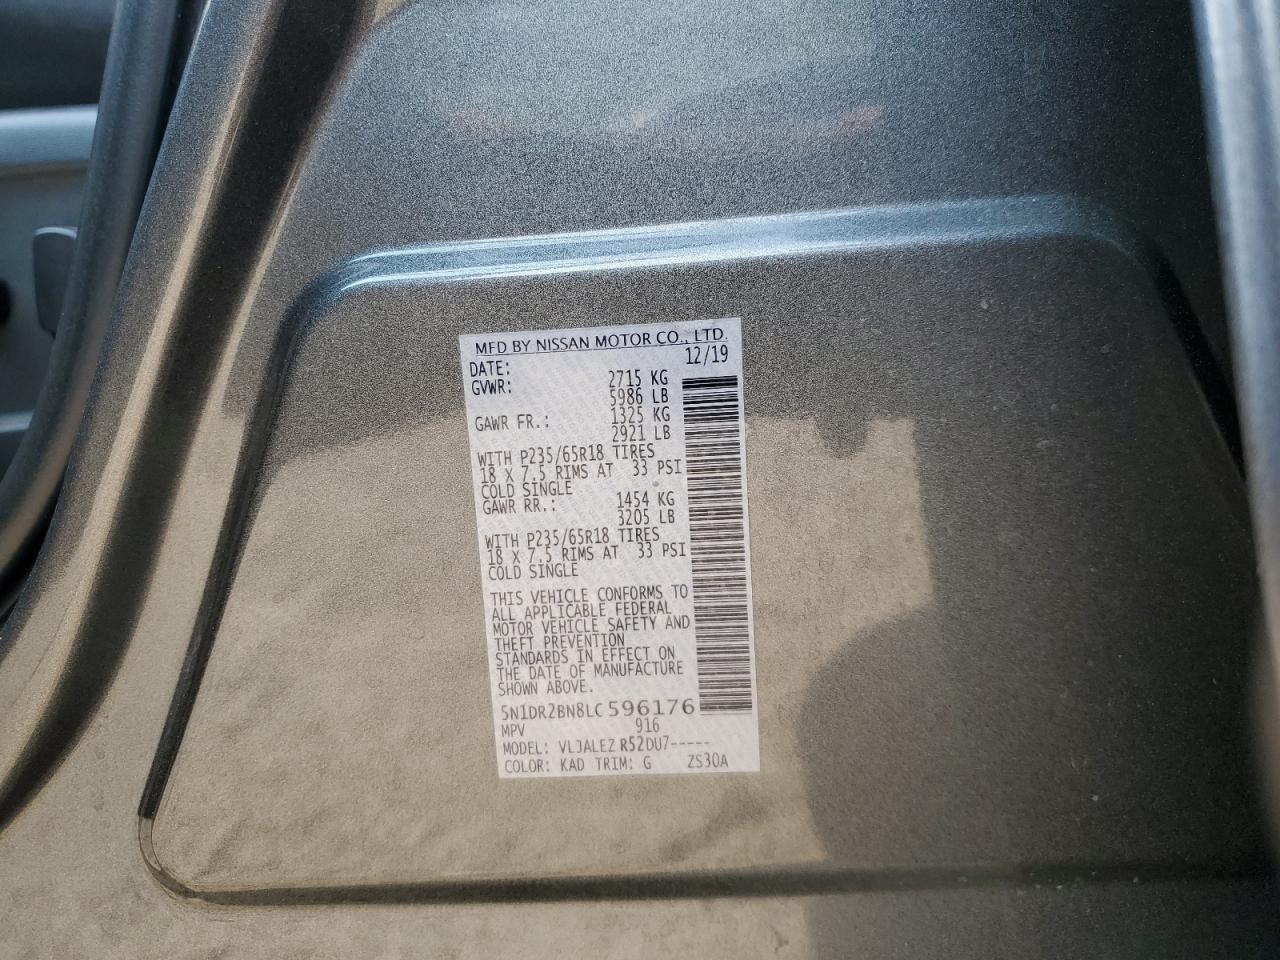 MFD BY NISSAN MOTOR CO., LTD.
DATE: 12/19
GVWR: 2715 KG
5986 LB
GAWR FR.: 1325 KG
2921 LB
WITH P235/65R18 TIRES
18 X 7.5 RIMS AT 33 PSI
COLD SINGLE
GAWR RR.: 1454 KG
3205 LB
WITH P235/65R18 TIRES
18 X 7.5 RIMS AT 33 PSI
COLD SINGLE
THIS VEHICLE CONFORMS TO
ALL APPLICABLE FEDERAL
MOTOR VEHICLE SAFETY AND
THEFT PREVENTION
STANDARDS IN EFFECT ON
THE DATE OF MANUFACTURE
SHOWN ABOVE.
5N1DR2BN8LC596176
MPV 916
MODEL: VLJALEZ R52DU7-----
COLOR: KAD TRIM: G ZS30A